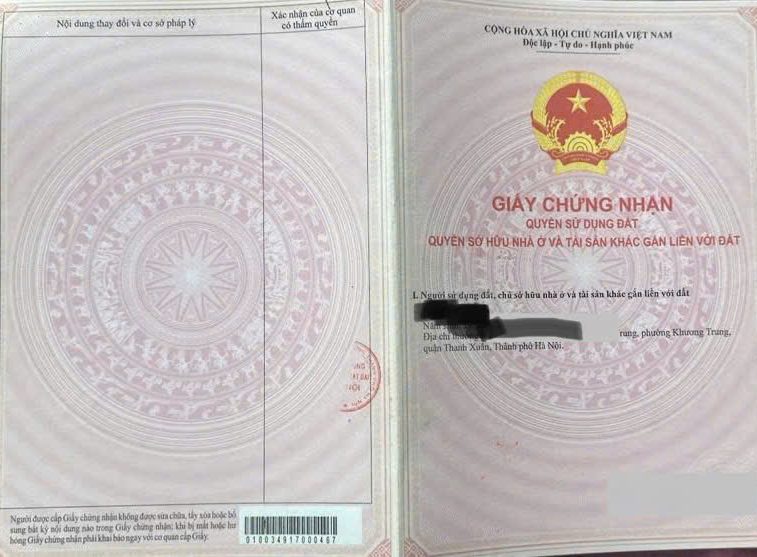 Nội dung thay đổi và cơ sở pháp lý
Xác nhận của cơ quan
có thẩm quyền
Người được cấp Giấy chứng nhận không được sửa chữa, tẩy xóa hoặc bổ
sung bất kỳ nội dung nào trong Giấy chứng nhận; khi bị mất hoặc hư
hỏng Giấy chứng nhận phải khai báo ngay với cơ quan cấp Giấy.
010034917000467
CỘNG HÒA XÃ HỘI CHỦ NGHĨA VIỆT NAM
Độc lập - Tự do - Hạnh phúc
GIẤY CHỨNG NHẬN
QUYỀN SỬ DỤNG ĐẤT
QUYỀN SỞ HỮU NHÀ Ở VÀ TÀI SẢN KHÁC GẮN LIỀN VỚI ĐẤT
I. Người sử dụng đất, chủ sở hữu nhà ở và tài sản khác gắn liền với đất
Năm
Địa chỉ rung, phường Khương Trung,
quận Thanh Xuân, Thành phố Hà Nội.